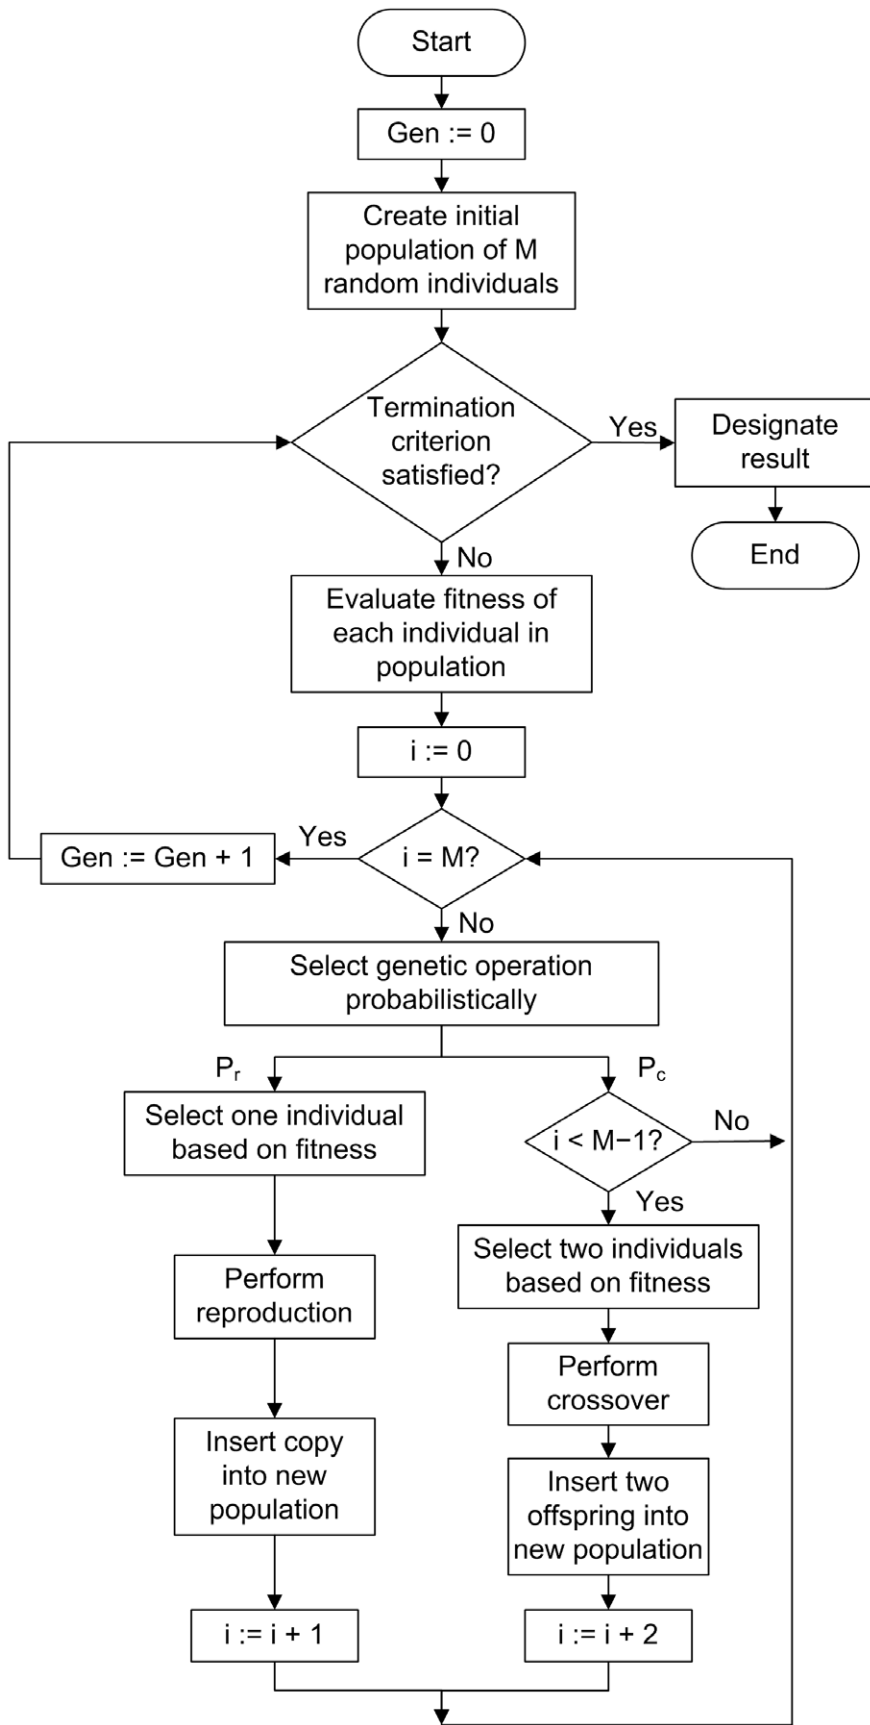 Start
Gen := 0
Create initial
population of M
random individuals
Termination
criterion
satisfied?
Yes
Designate
result
End
No
Evaluate fitness of
each individual in
population
i := 0
i = M?
Yes
Gen := Gen + 1
No
Select genetic operation
probabilistically
Pr
Select one individual
based on fitness
Perform
reproduction
Insert copy
into new
population
i := i + 1
Pc
i < M−1?
No
Yes
Select two individuals
based on fitness
Perform
crossover
Insert two
offspring into
new population
i := i + 2